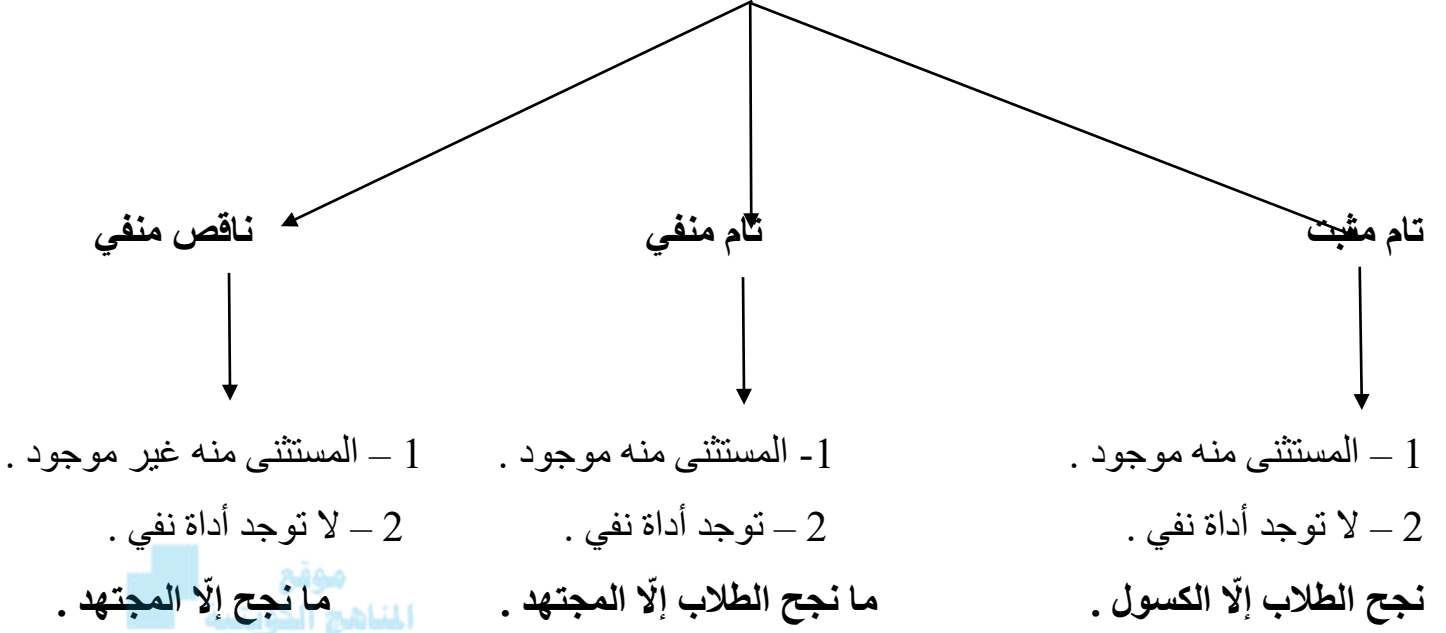 تام مثبت تام منفي ناقص منفي
1 – المستثنى منه موجود . 1- المستثنى منه موجود . 1 – المستثنى منه غير موجود .
2 – لا توجد أداة نفي . 2 – توجد أداة نفي . 2 – لا توجد أداة نفي .
نجح الطلاب إلّا الكسول . ما نجح الطلاب إلّا المجتهد . ما نجح إلّا المجتهد .
موقع
المناهج